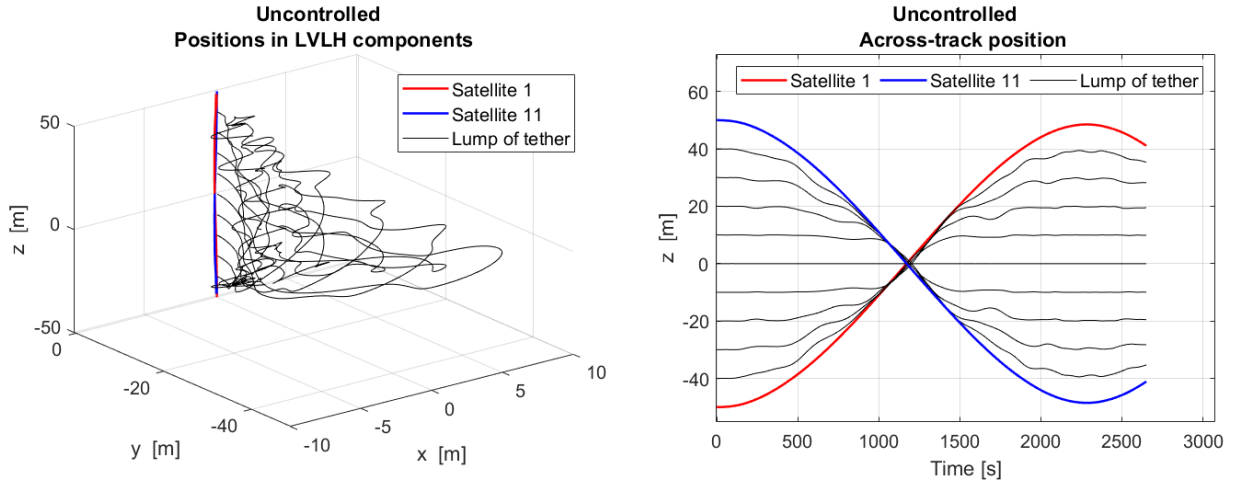 Uncontrolled
Positions in LVLH components
Satellite 1
Satellite 11
Lump of tether
50
0
-50
z [m]
0
-20
-40
y [m]
-10
-5
0
5
10
x [m]
Uncontrolled
Across-track position
Satellite 1 Satellite 11 Lump of tether
60
40
20
0
-20
-40
z [m]
0 500 1000 1500 2000 2500 3000
Time [s]